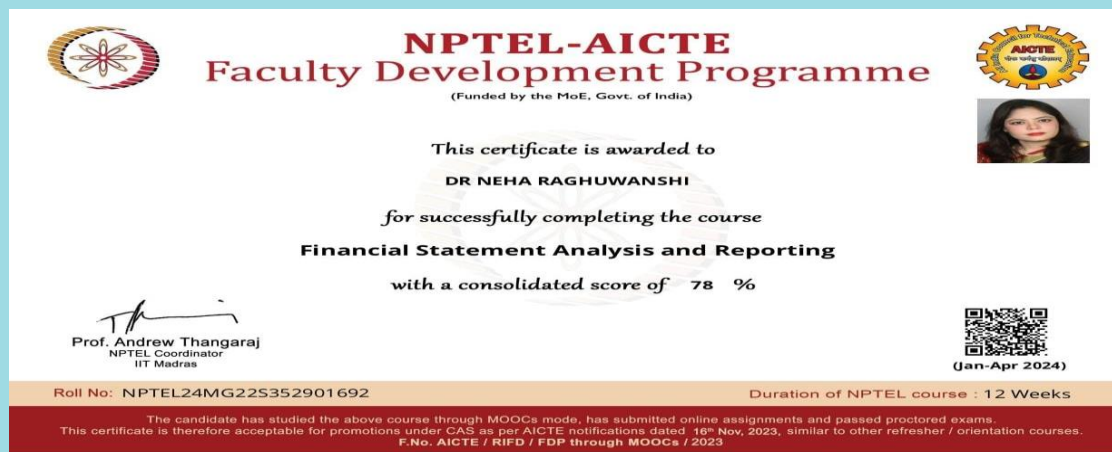 NPTEL-AICTE
Faculty Development Programme
(Funded by the MoE, Govt. of India)
AICTE
This certificate is awarded to
DR NEHA RAGHUWANSHI
for successfully completing the course
Financial Statement Analysis and Reporting
with a consolidated score of 78 %
Prof. Andrew Thangaraj
NPTEL Coordinator
IIT Madras
(Jan-Apr 2024)
Roll No: NPTEL24MG22S352901692
Duration of NPTEL course : 12 Weeks
The candidate has studied the above course through MOOCs mode, has submitted online assignments and passed proctored exams.
This certificate is therefore acceptable for promotions under CAS as per AICTE notifications dated 16th Nov, 2023, similar to other refresher / orientation courses.
F.No. AICTE / RIFD / FDP through MOOCs / 2023